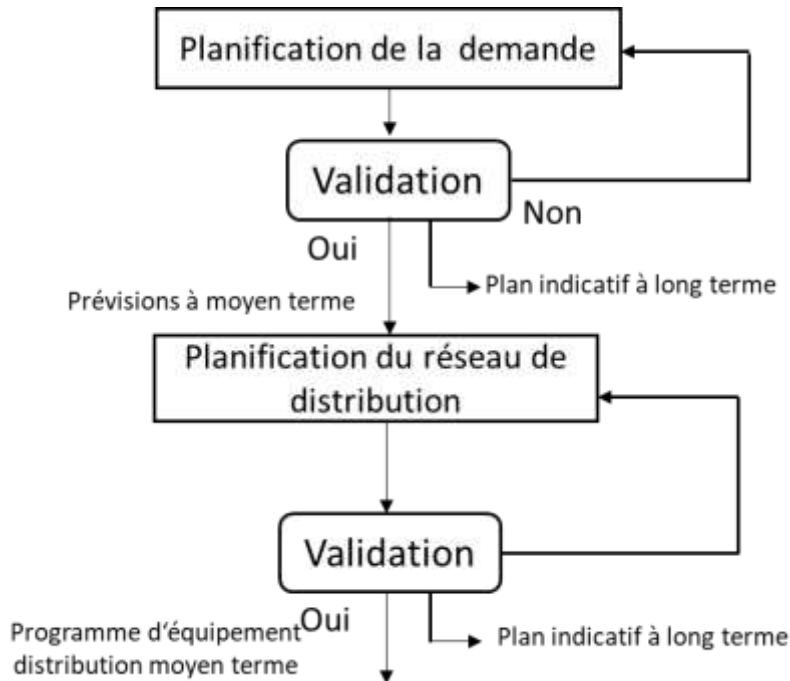 Planification de la demande
Validation
Non
Oui
Plan indicatif à long terme
Prévisions à moyen terme
Planification du réseau de
distribution
Validation
Oui
Programme d'équipement
distribution moyen terme
Plan indicatif à long terme